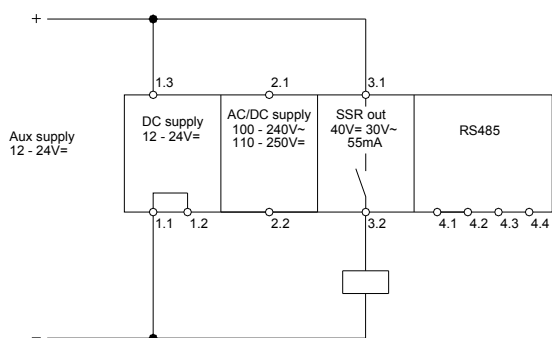 +
1.3
2.1
3.1
Aux supply
12 - 24V=
DC supply
12 - 24V=
AC/DC supply
100 - 240V~
110 - 250V=
SSR out
40V= 30V~
55mA
RS485
1.1
1.2
2.2
3.2
4.1
4.2
4.3
4.4
–